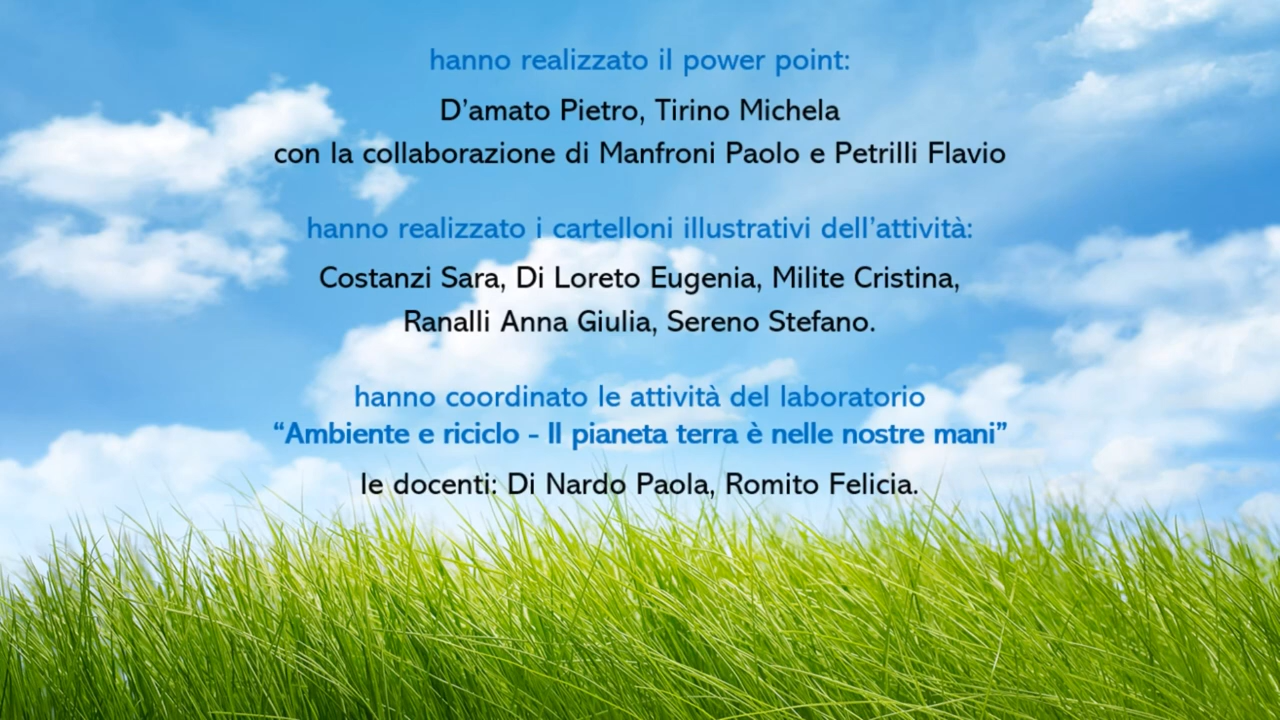 hanno realizzato il power point:
D’amato Pietro, Tirino Michela
con la collaborazione di Manfroni Paolo e Petrilli Flavio
hanno realizzato i cartelloni illustrativi dell’attività:
Costanzi Sara, Di Loreto Eugenia, Milite Cristina,
Ranalli Anna Giulia, Sereno Stefano.
hanno coordinato le attività del laboratorio
“Ambiente e riciclo - Il pianeta terra è nelle nostre mani”
le docenti: Di Nardo Paola, Romito Felicia.